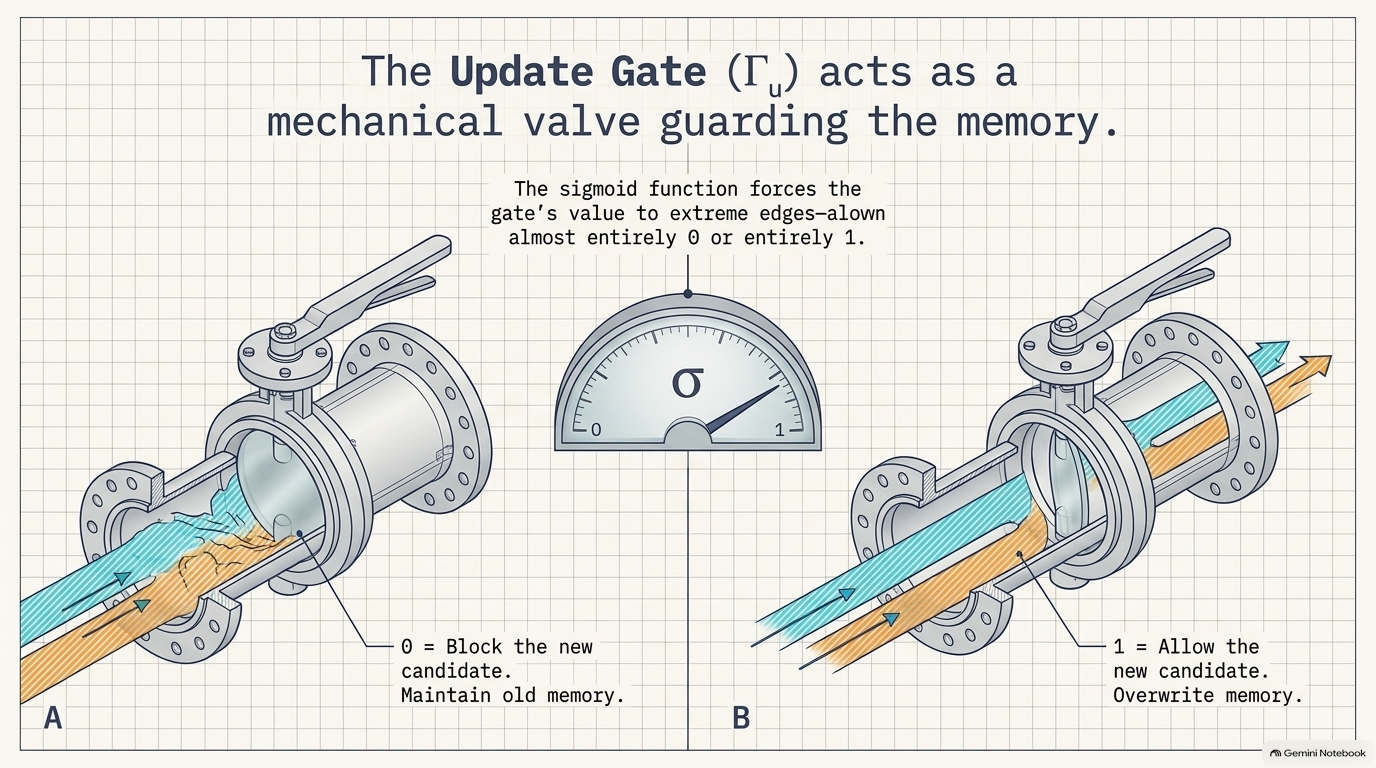 The Update Gate (Γu) acts as a
mechanical valve guarding the memory.
The sigmoid function forces the
gate's value to extreme edges—alown
almost entirely 0 or entirely 1.
σ
0
1
0 = Block the new
candidate.
Maintain old memory.
1 = Allow the
new candidate.
Overwrite memory.
A
B
Gemini Notebook